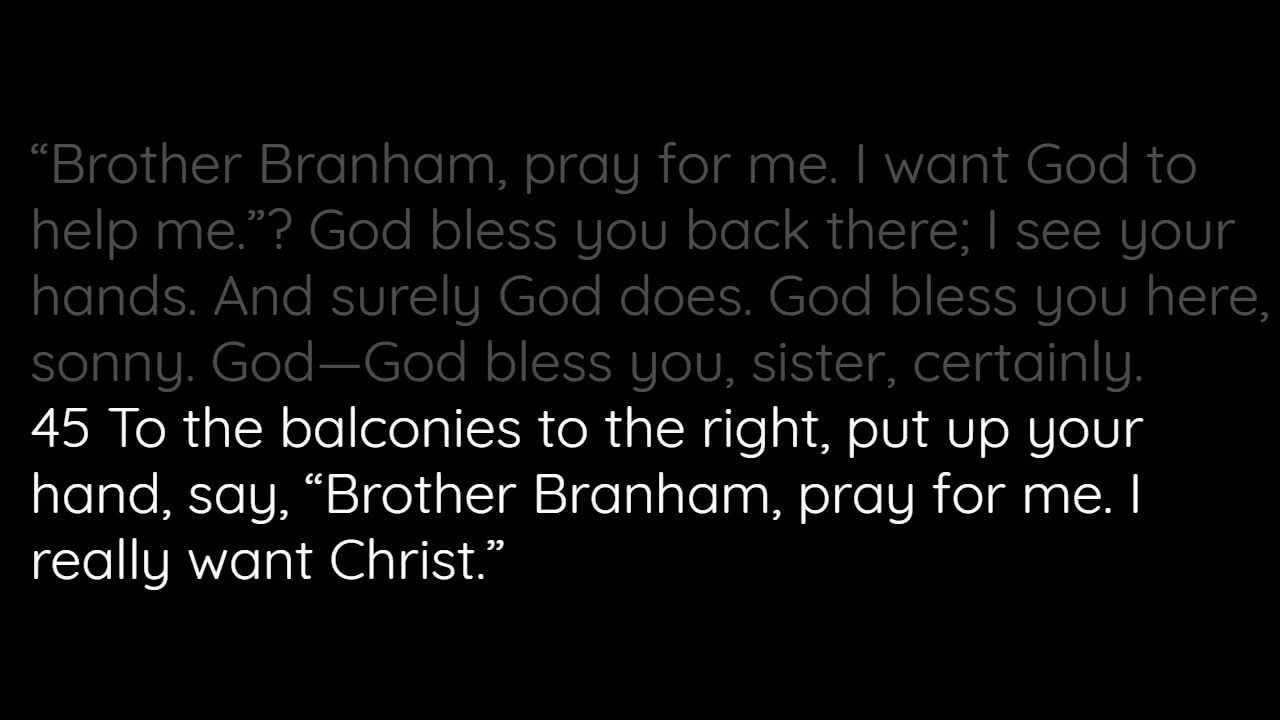 “Brother Branham, pray for me. I want God to
help me.”? God bless you back there; I see your
hands. And surely God does. God bless you here,
sonny. God—God bless you, sister, certainly.
45 To the balconies to the right, put up your
hand, say, “Brother Branham, pray for me. I
really want Christ.”